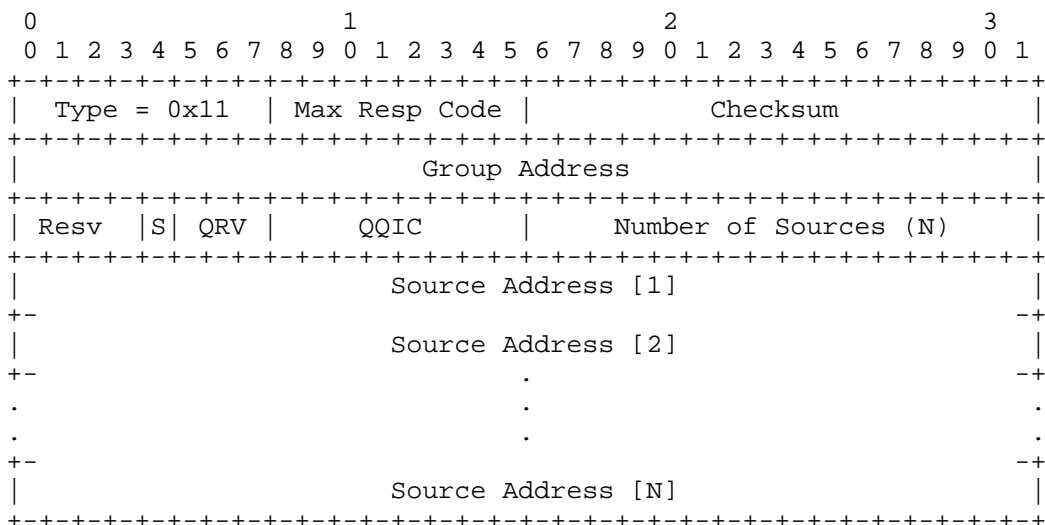 0                   1                   2                   3
 0 1 2 3 4 5 6 7 8 9 0 1 2 3 4 5 6 7 8 9 0 1 2 3 4 5 6 7 8 9 0 1
+-+-+-+-+-+-+-+-+-+-+-+-+-+-+-+-+-+-+-+-+-+-+-+-+-+-+-+-+-+-+-+-+
|  Type = 0x11  | Max Resp Code |           Checksum            |
+-+-+-+-+-+-+-+-+-+-+-+-+-+-+-+-+-+-+-+-+-+-+-+-+-+-+-+-+-+-+-+-+
|                         Group Address                         |
+-+-+-+-+-+-+-+-+-+-+-+-+-+-+-+-+-+-+-+-+-+-+-+-+-+-+-+-+-+-+-+-+
| Resv  |S| QRV |     QQIC      |     Number of Sources (N)     |
+-+-+-+-+-+-+-+-+-+-+-+-+-+-+-+-+-+-+-+-+-+-+-+-+-+-+-+-+-+-+-+-+
|                       Source Address [1]                      |
+-                                                             -+
|                       Source Address [2]                      |
+-                              .                              -+
.                               .                               .
.                               .                               .
+-                                                             -+
|                       Source Address [N]                      |
+-+-+-+-+-+-+-+-+-+-+-+-+-+-+-+-+-+-+-+-+-+-+-+-+-+-+-+-+-+-+-+-+